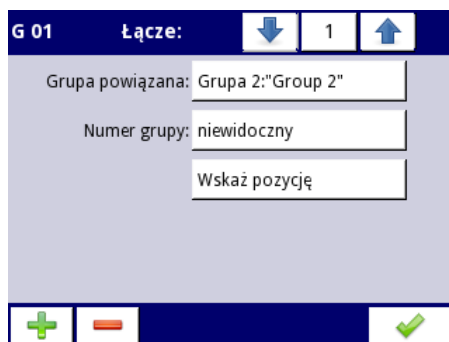 G 01 Łącze: 1
Grupa powiązana: Grupa 2:"Group 2"
Numer grupy: niewidoczny
Wskaż pozycję